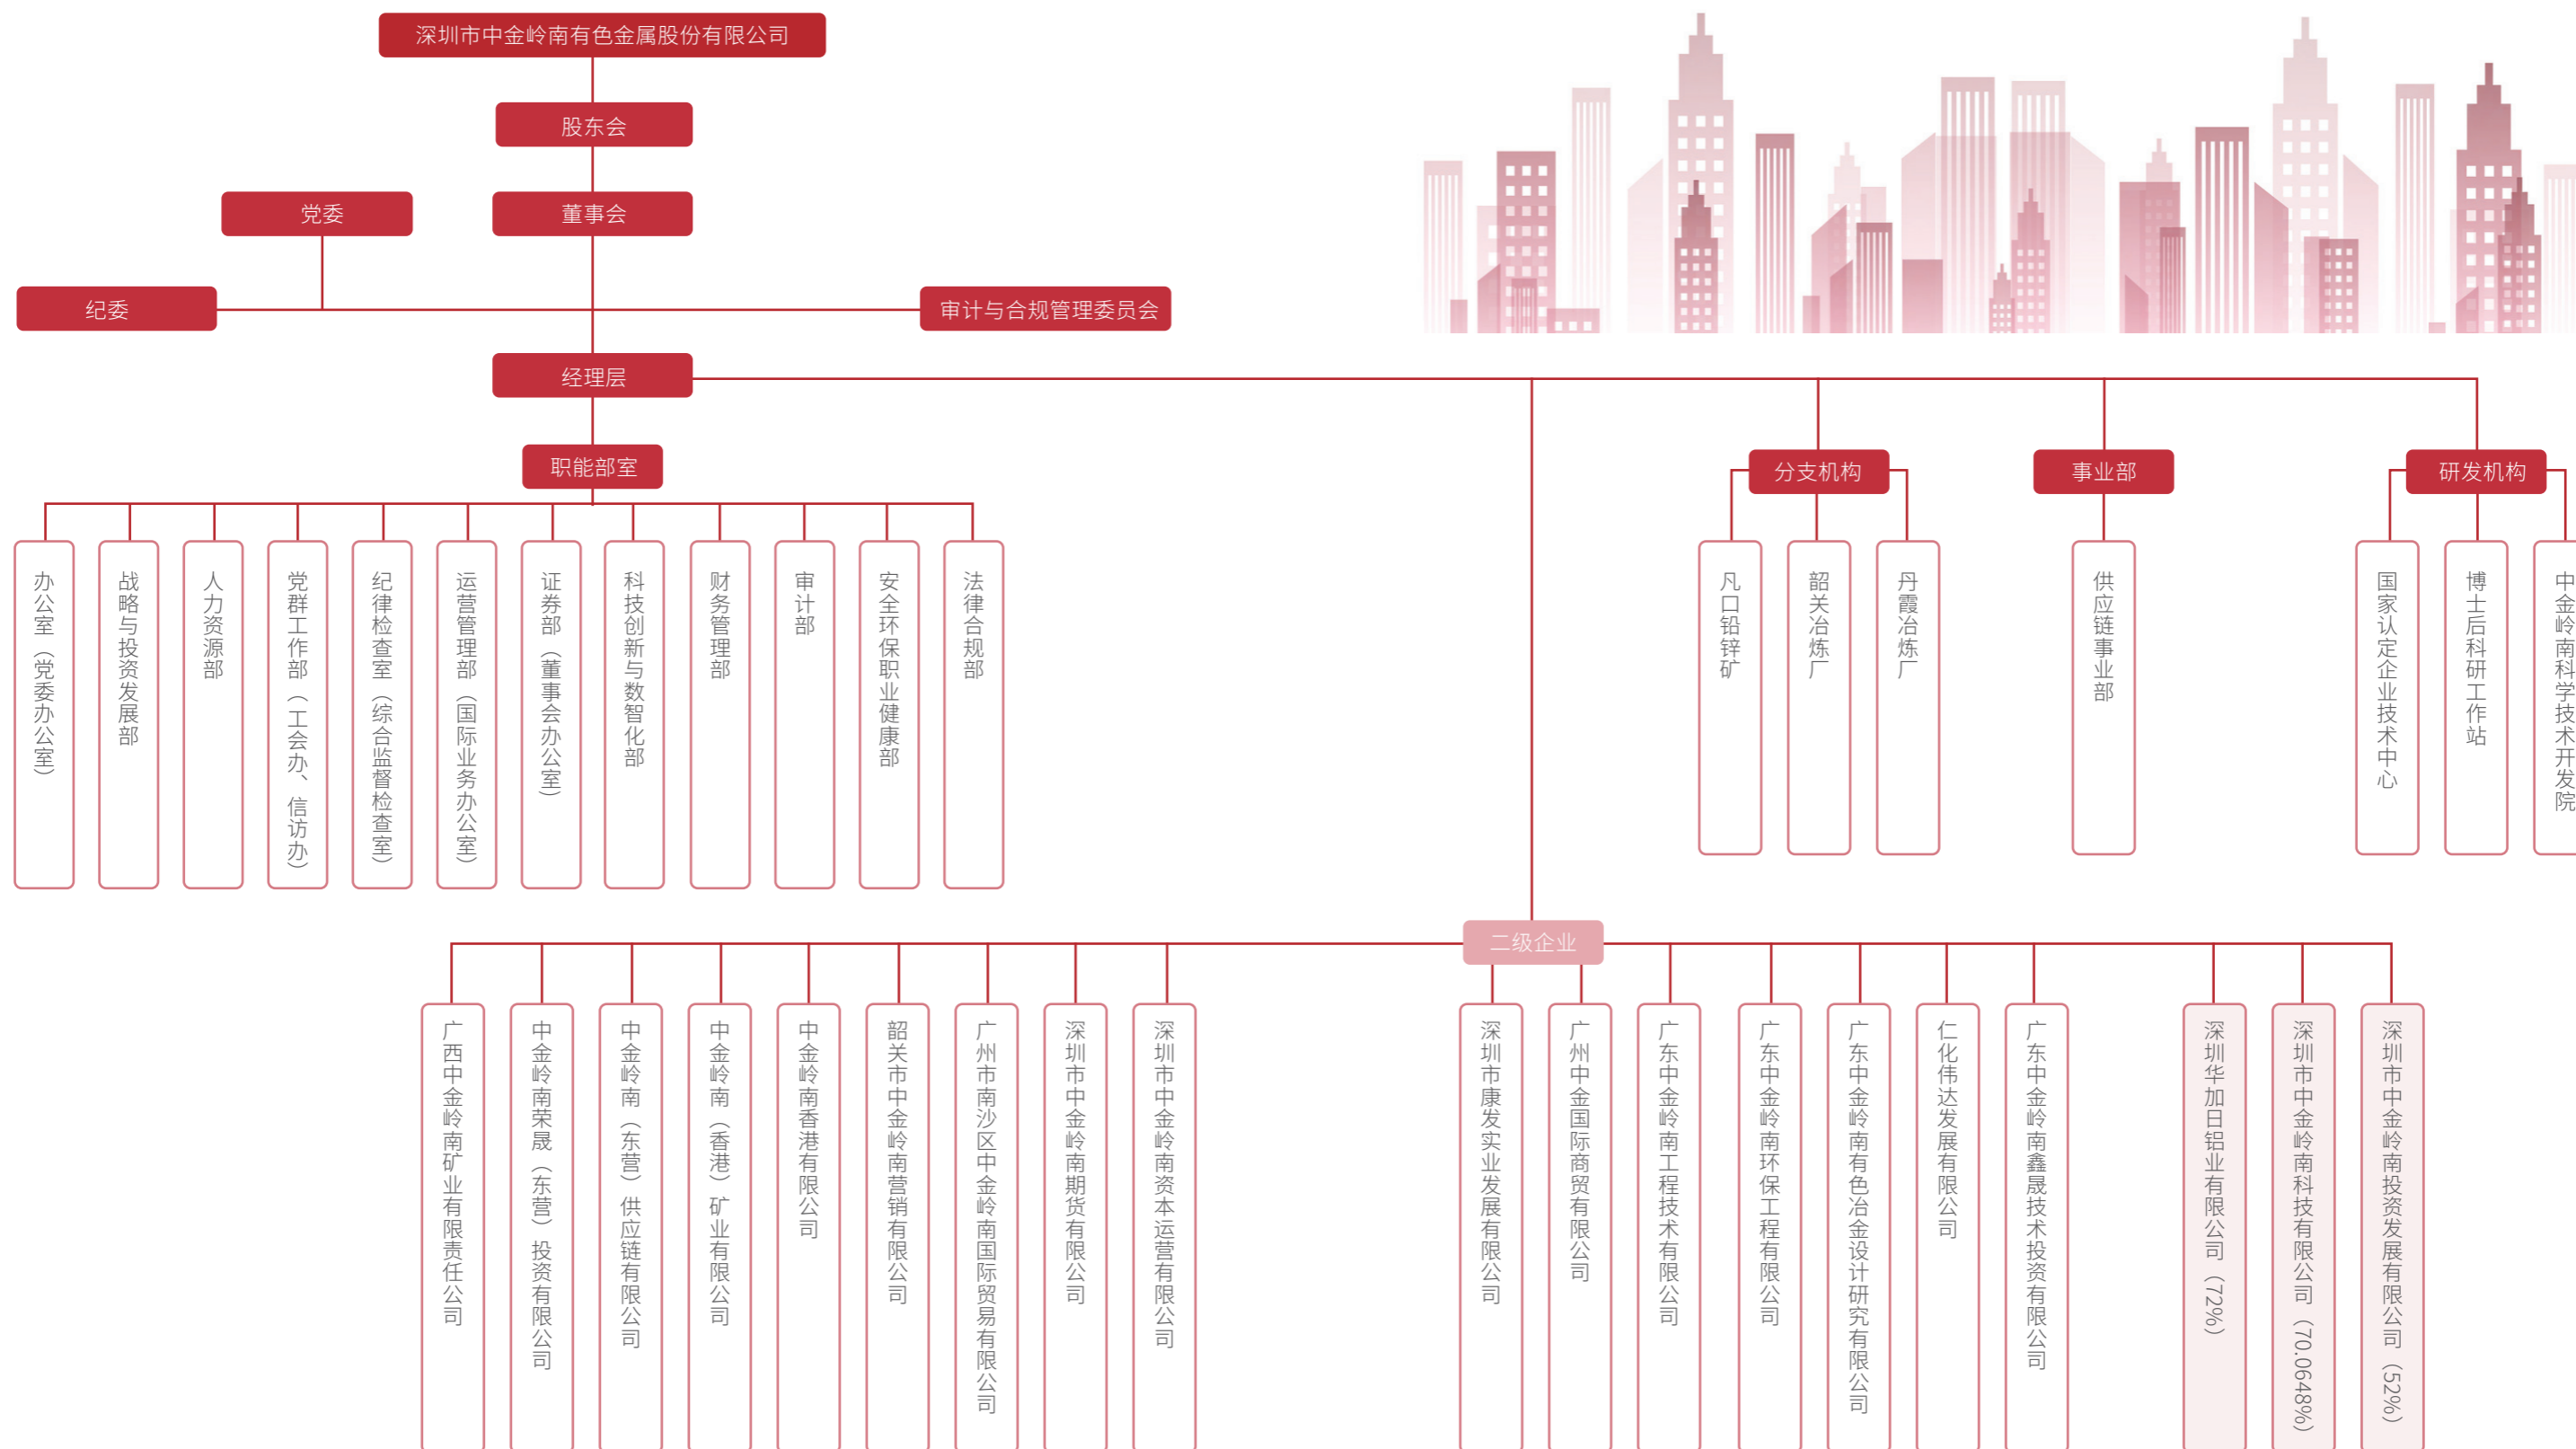 深圳市中金岭南有色金属股份有限公司
股东会
党委
董事会
纪委
审计与合规管理委员会
经理层
职能部室
分支机构
事业部
研发机构
办公室（党委办公室）
战略与投资发展部
人力资源部
党群工作部（工会办、信访办）
纪律检查室（综合监督检查室）
运营管理部（国际业务办公室）
证券部（董事会办公室）
科技创新与数智化部
财务管理部
审计部
安全环保职业健康部
法律合规部
凡口铅锌矿
韶关冶炼厂
丹霞冶炼厂
供应链事业部
国家认定企业技术中心
博士后科研工作站
中金岭南科学技术开发院
二级企业
广西中金岭南矿业有限责任公司
中金岭南荣晟（东营）投资有限公司
中金岭南（东营）供应链有限公司
中金岭南（香港）矿业有限公司
中金岭南香港有限公司
韶关市中金岭南营销有限公司
广州市南沙区中金岭南国际贸易有限公司
深圳市中金岭南期货有限公司
深圳市中金岭南资本运营有限公司
深圳市康发实业发展有限公司
广州中金国际商贸有限公司
广东中金岭南工程技术有限公司
广东中金岭南环保工程有限公司
广东中金岭南有色冶金设计研究有限公司
仁化伟达发展有限公司
广东中金岭南鑫晟技术投资有限公司
深圳华加日铝业有限公司（72%）
深圳市中金岭南科技有限公司（70.0648%）
深圳市中金岭南投资发展有限公司（52%）